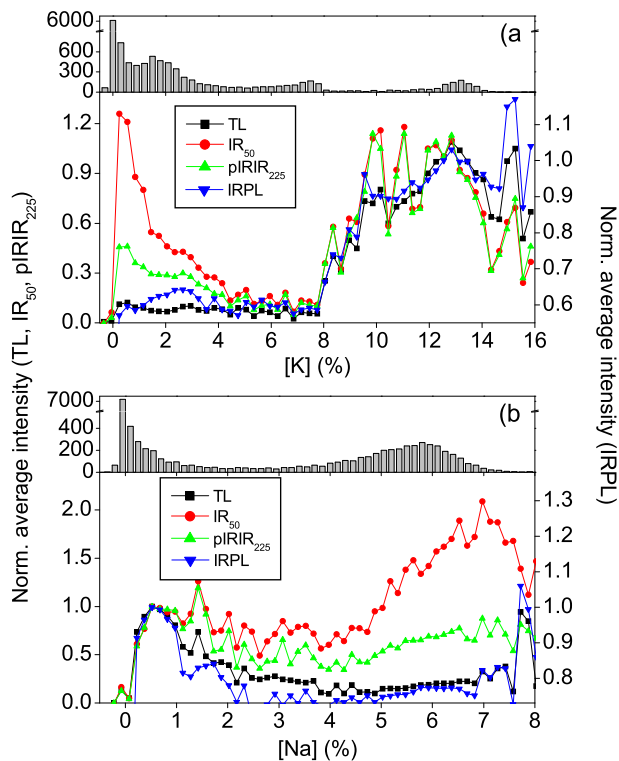 6000
600
300
0
(a
1.2
0.9
0.6
0.3
0.0
TL
IR50
pIRIR225
IRPL
1.1
1.0
0.9
0.8
0.7
0.6
0 2 4 6 8 10 12 14 16
[K] (%)
Norm. average intensity (TL, IR50, pIRIR225)
Norm. average intensity (IRPL)
7000
400
200
0
(b)
2.0
1.5
1.0
0.5
0.0
TL
IR50
pIRIR225
IRPL
1.3
1.2
1.1
1.0
0.9
0.8
0 1 2 3 4 5 6 7 8
[Na] (%)